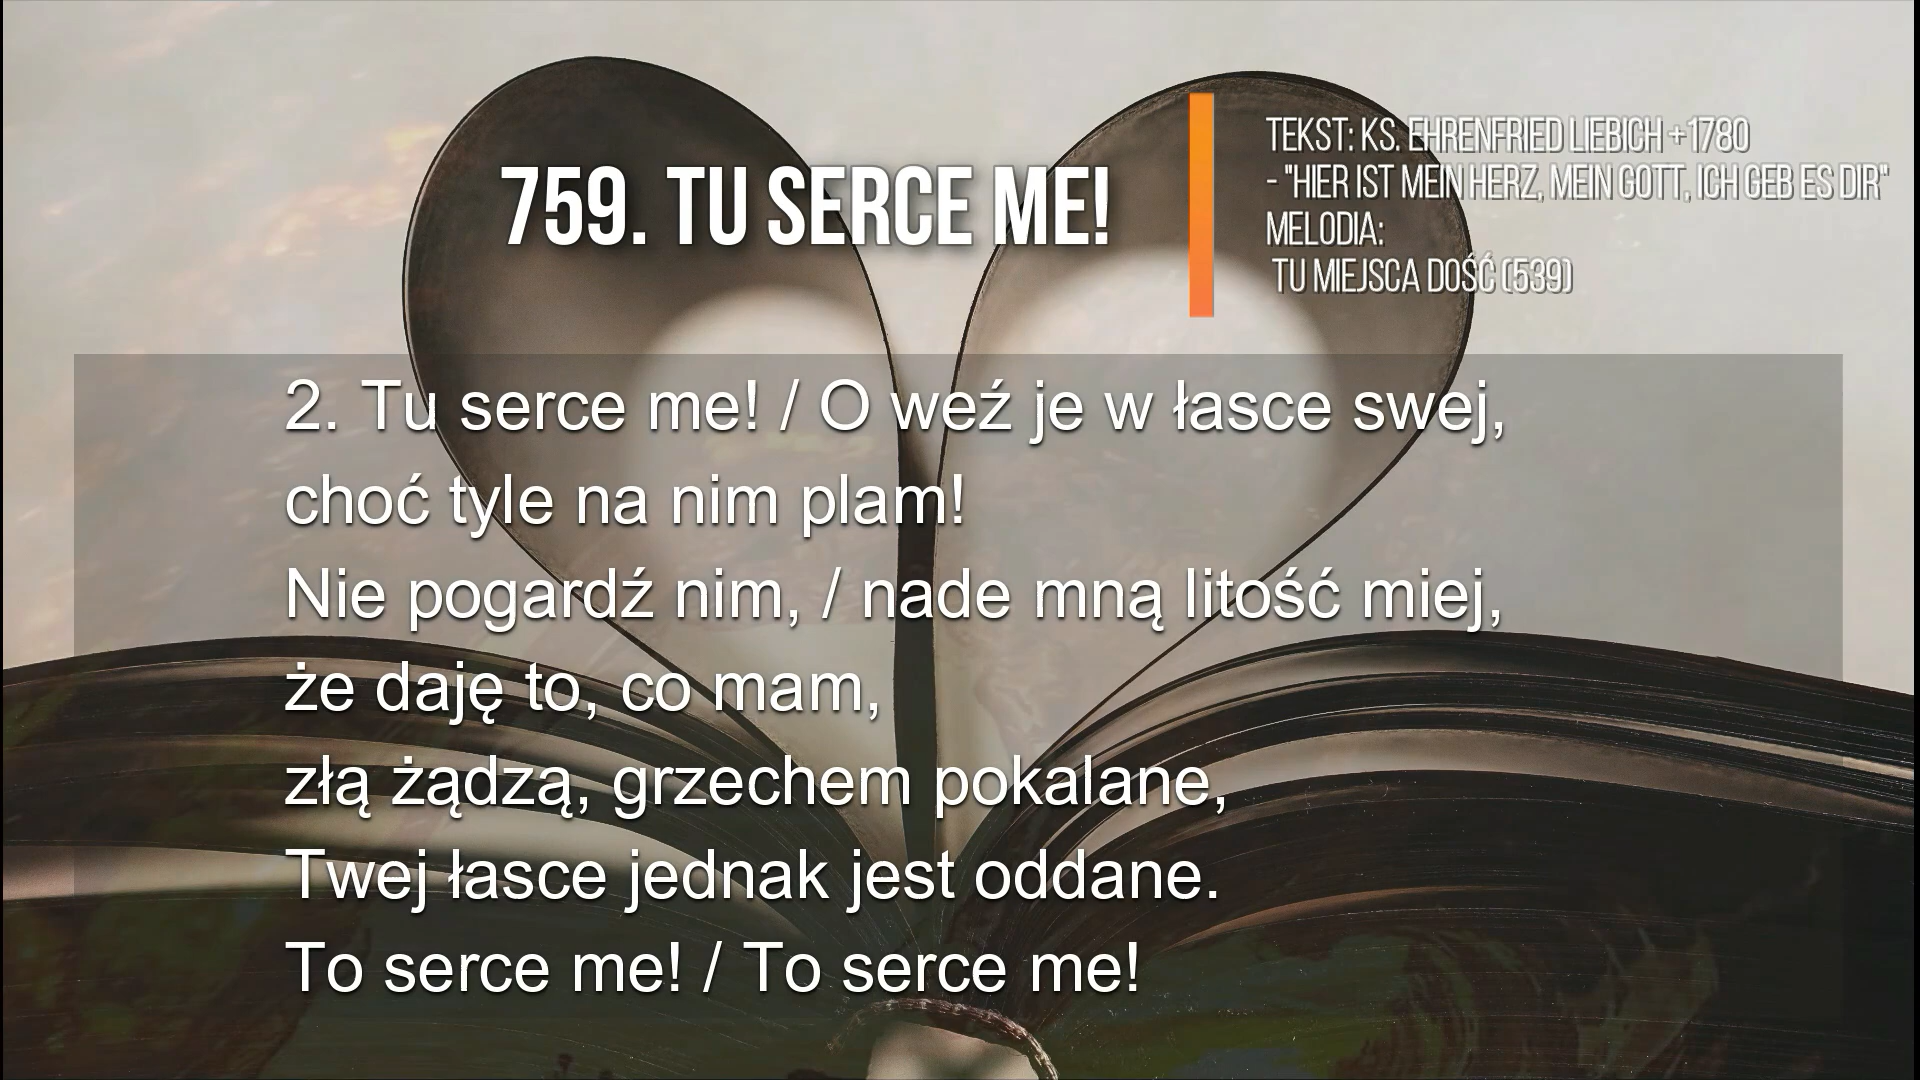 759. TU SERCE ME!
TEKST: KS. EHRENFRIED LIEBICH +1780
- "HIER IST MEIN HERZ, MEIN GOTT, ICH GEB ES DIR"
MELODIA:
TU MIEJSCA DOŚĆ (539)
2. Tu serce me! / O weź je w łasce swej,
choć tyle na nim plam!
Nie pogardź nim, / nade mną litość miej,
że daję to, co mam,
złą żądzą, grzechem pokalane,
Twej łasce jednak jest oddane.
To serce me! / To serce me!